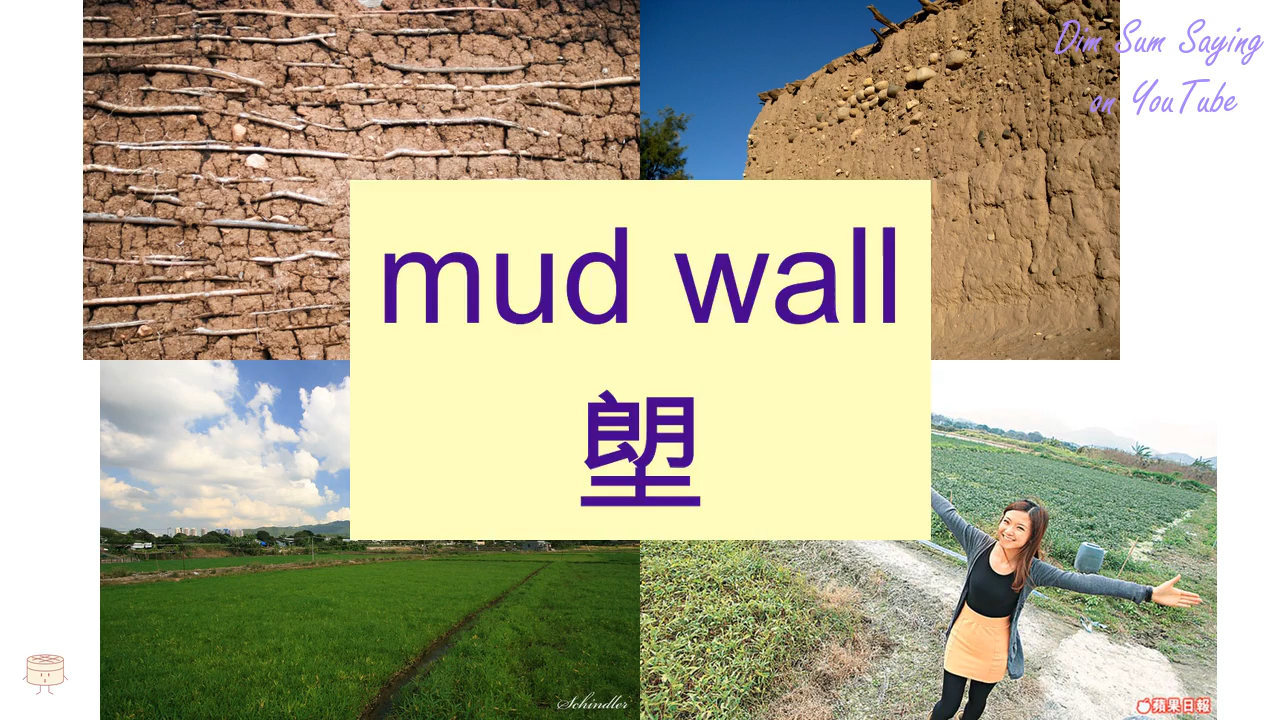 Dim Sum Saying
on YouTube
mud wall
塱
Schindler
蘋果日報